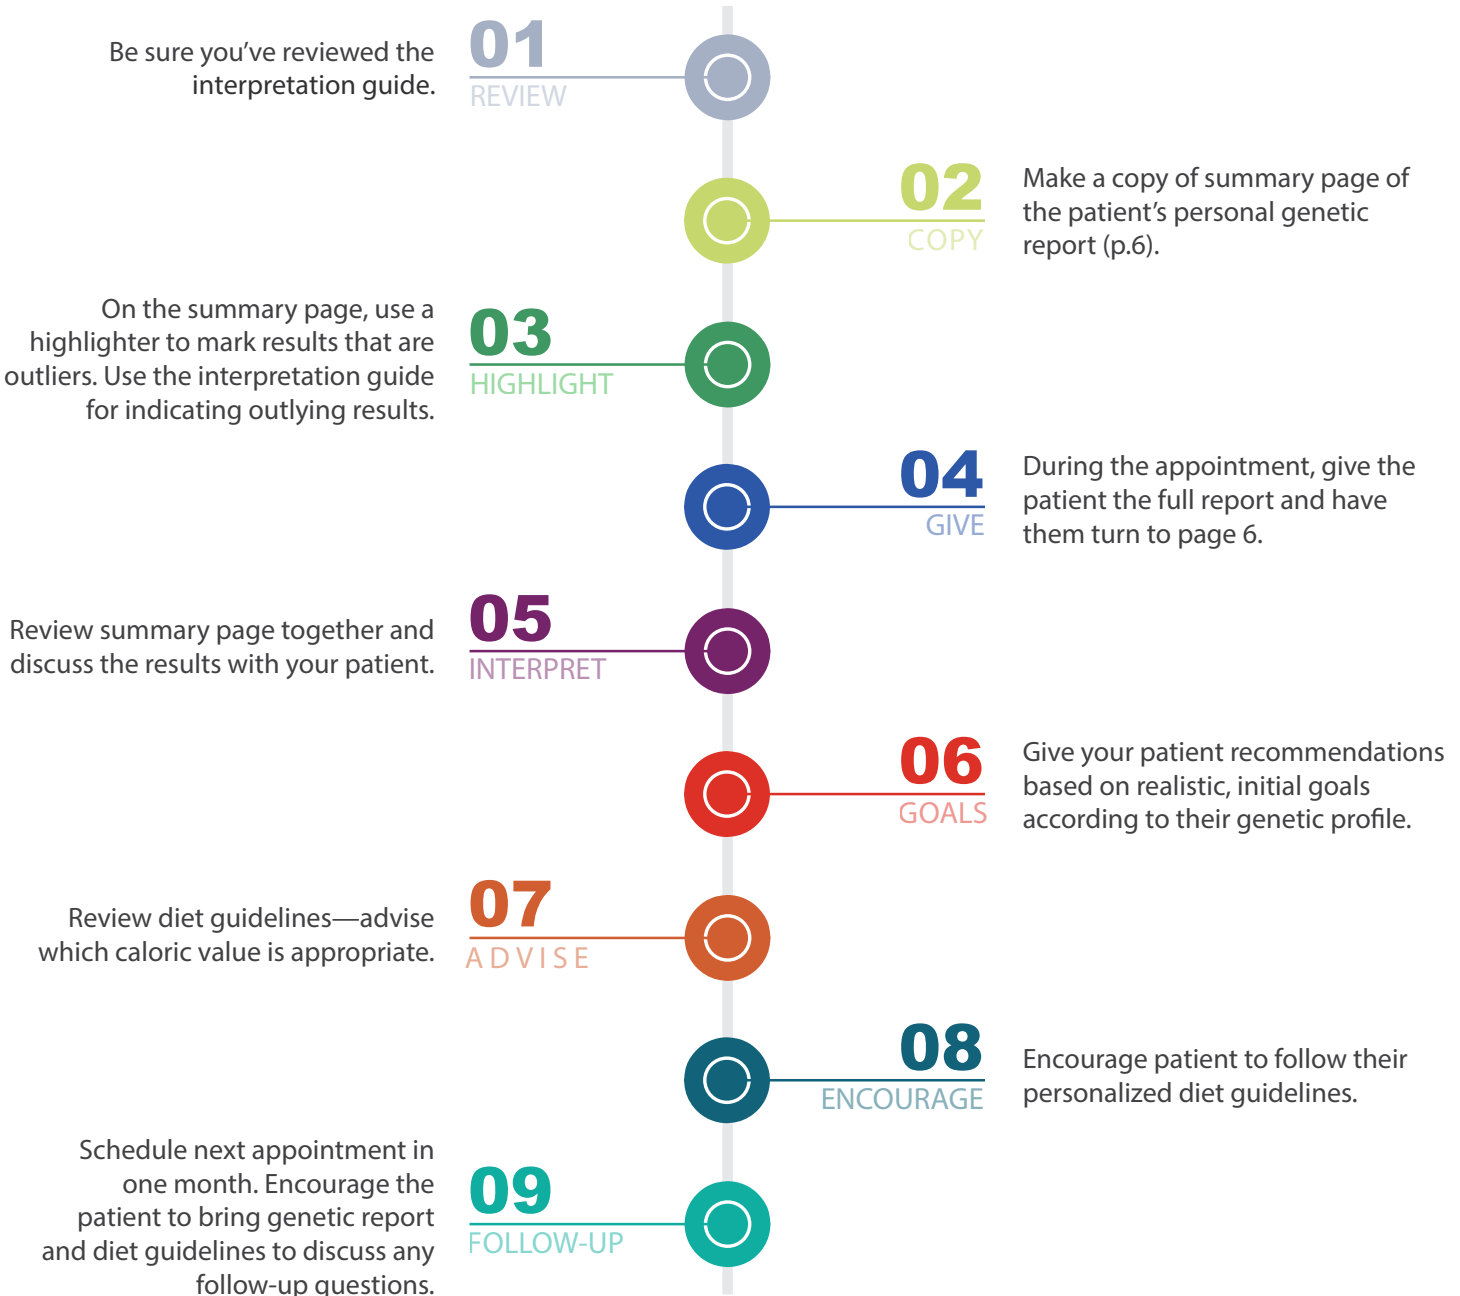 Be sure you’ve reviewed the
interpretation guide.
01
REVIEW
02
COPY
Make a copy of summary page of
the patient’s personal genetic
report (p.6).
On the summary page, use a
highlighter to mark results that are
outliers. Use the interpretation guide
for indicating outlying results.
03
HIGHLIGHT
04
GIVE
During the appointment, give the
patient the full report and have
them turn to page 6.
Review summary page together and
discuss the results with your patient.
05
INTERPRET
06
GOALS
Give your patient recommendations
based on realistic, initial goals
according to their genetic profile.
Review diet guidelines—advise
which caloric value is appropriate.
07
ADVISE
08
ENCOURAGE
Encourage patient to follow their
personalized diet guidelines.
Schedule next appointment in
one month. Encourage the
patient to bring genetic report
and diet guidelines to discuss any
follow-up questions.
09
FOLLOW-UP